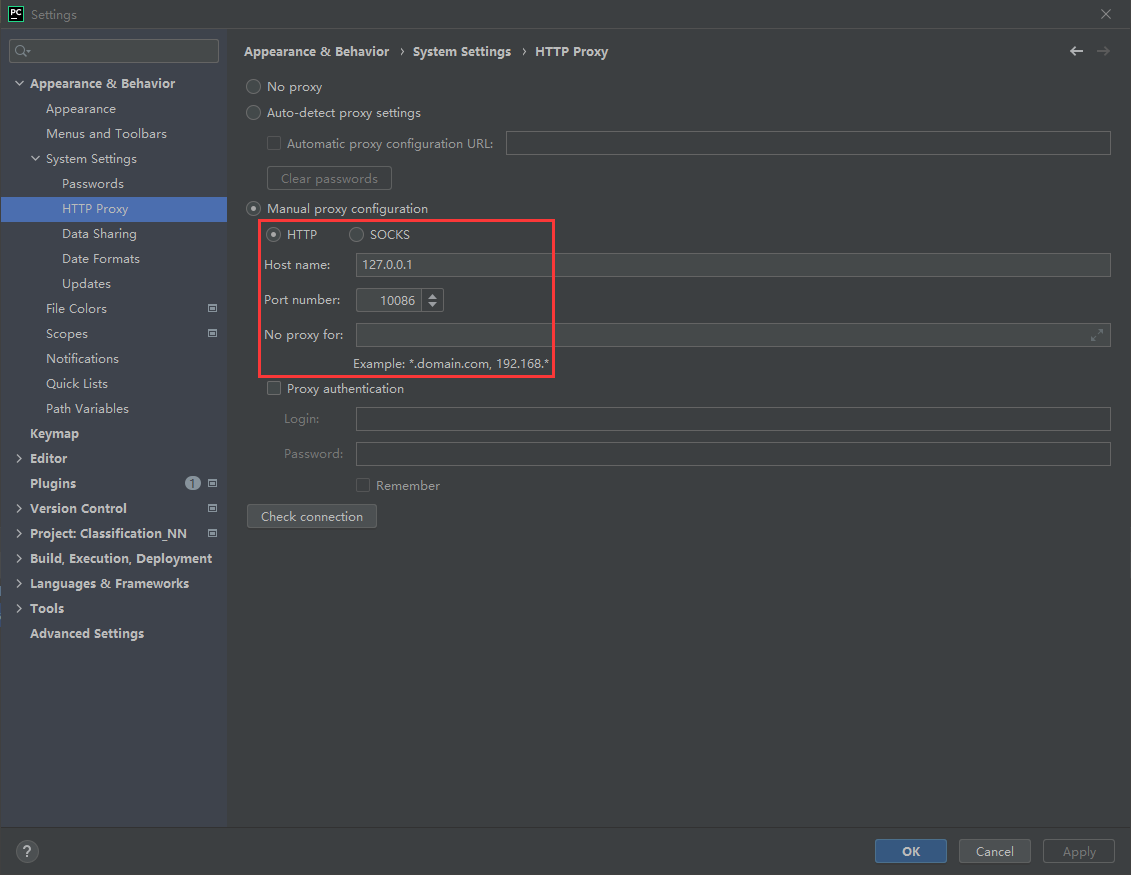 PC Settings
Appearance & Behavior
Appearance
Menus and Toolbars
System Settings
Passwords
HTTP Proxy
Data Sharing
Date Formats
Updates
File Colors
Scopes
Notifications
Quick Lists
Path Variables
Keymap
Editor
Plugins 1
Version Control
Project: Classification_NN
Build, Execution, Deployment
Languages & Frameworks
Tools
Advanced Settings
Appearance & Behavior › System Settings › HTTP Proxy
No proxy
Auto-detect proxy settings
Automatic proxy configuration URL:
Clear passwords
Manual proxy configuration
HTTP SOCKS
Host name: 127.0.0.1
Port number: 10086
No proxy for:
Example: *.domain.com, 192.168.*
Proxy authentication
Login:
Password:
Remember
Check connection
?
OK Cancel Apply